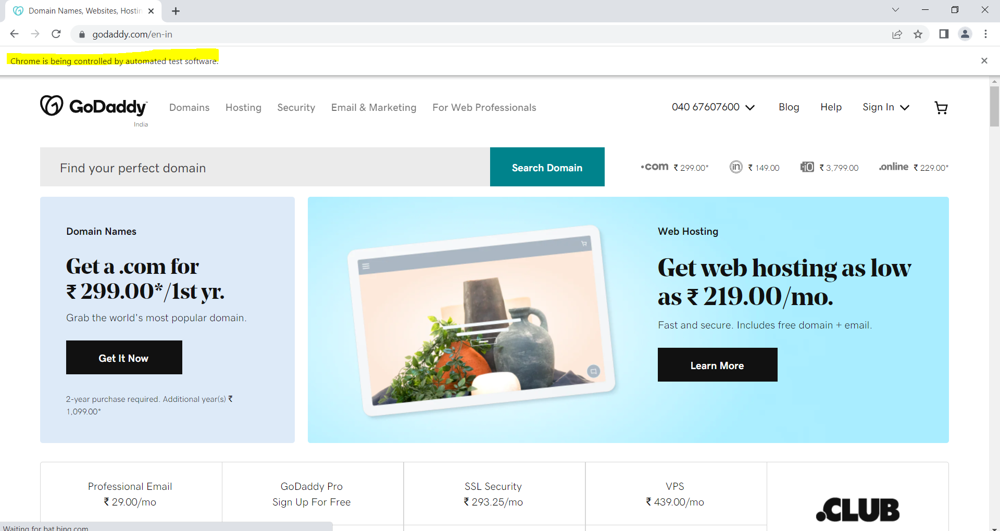 Domain Names, Websites, Hostin
godaddy.com/en-in
Chrome is being controlled by automated test software.
GoDaddy
India
Domains
Hosting
Security
Email & Marketing
For Web Professionals
040 67607600
Blog
Help
Sign In
Find your perfect domain
Search Domain
.com ₹ 299.00*
in ₹ 149.00
.io ₹ 3,799.00
.online ₹ 229.00*
Domain Names
Get a .com for
₹ 299.00*/1st yr.
Grab the world's most popular domain.
Get It Now
2-year purchase required. Additional year(s) ₹
1,099.00*
Web Hosting
Get web hosting as low
as ₹ 219.00/mo.
Fast and secure. Includes free domain + email.
Learn More
Professional Email
₹ 29.00/mo
GoDaddy Pro
Sign Up For Free
SSL Security
₹ 293.25/mo
VPS
₹ 439.00/mo
.CLUB
Waiting for bat.bing.com